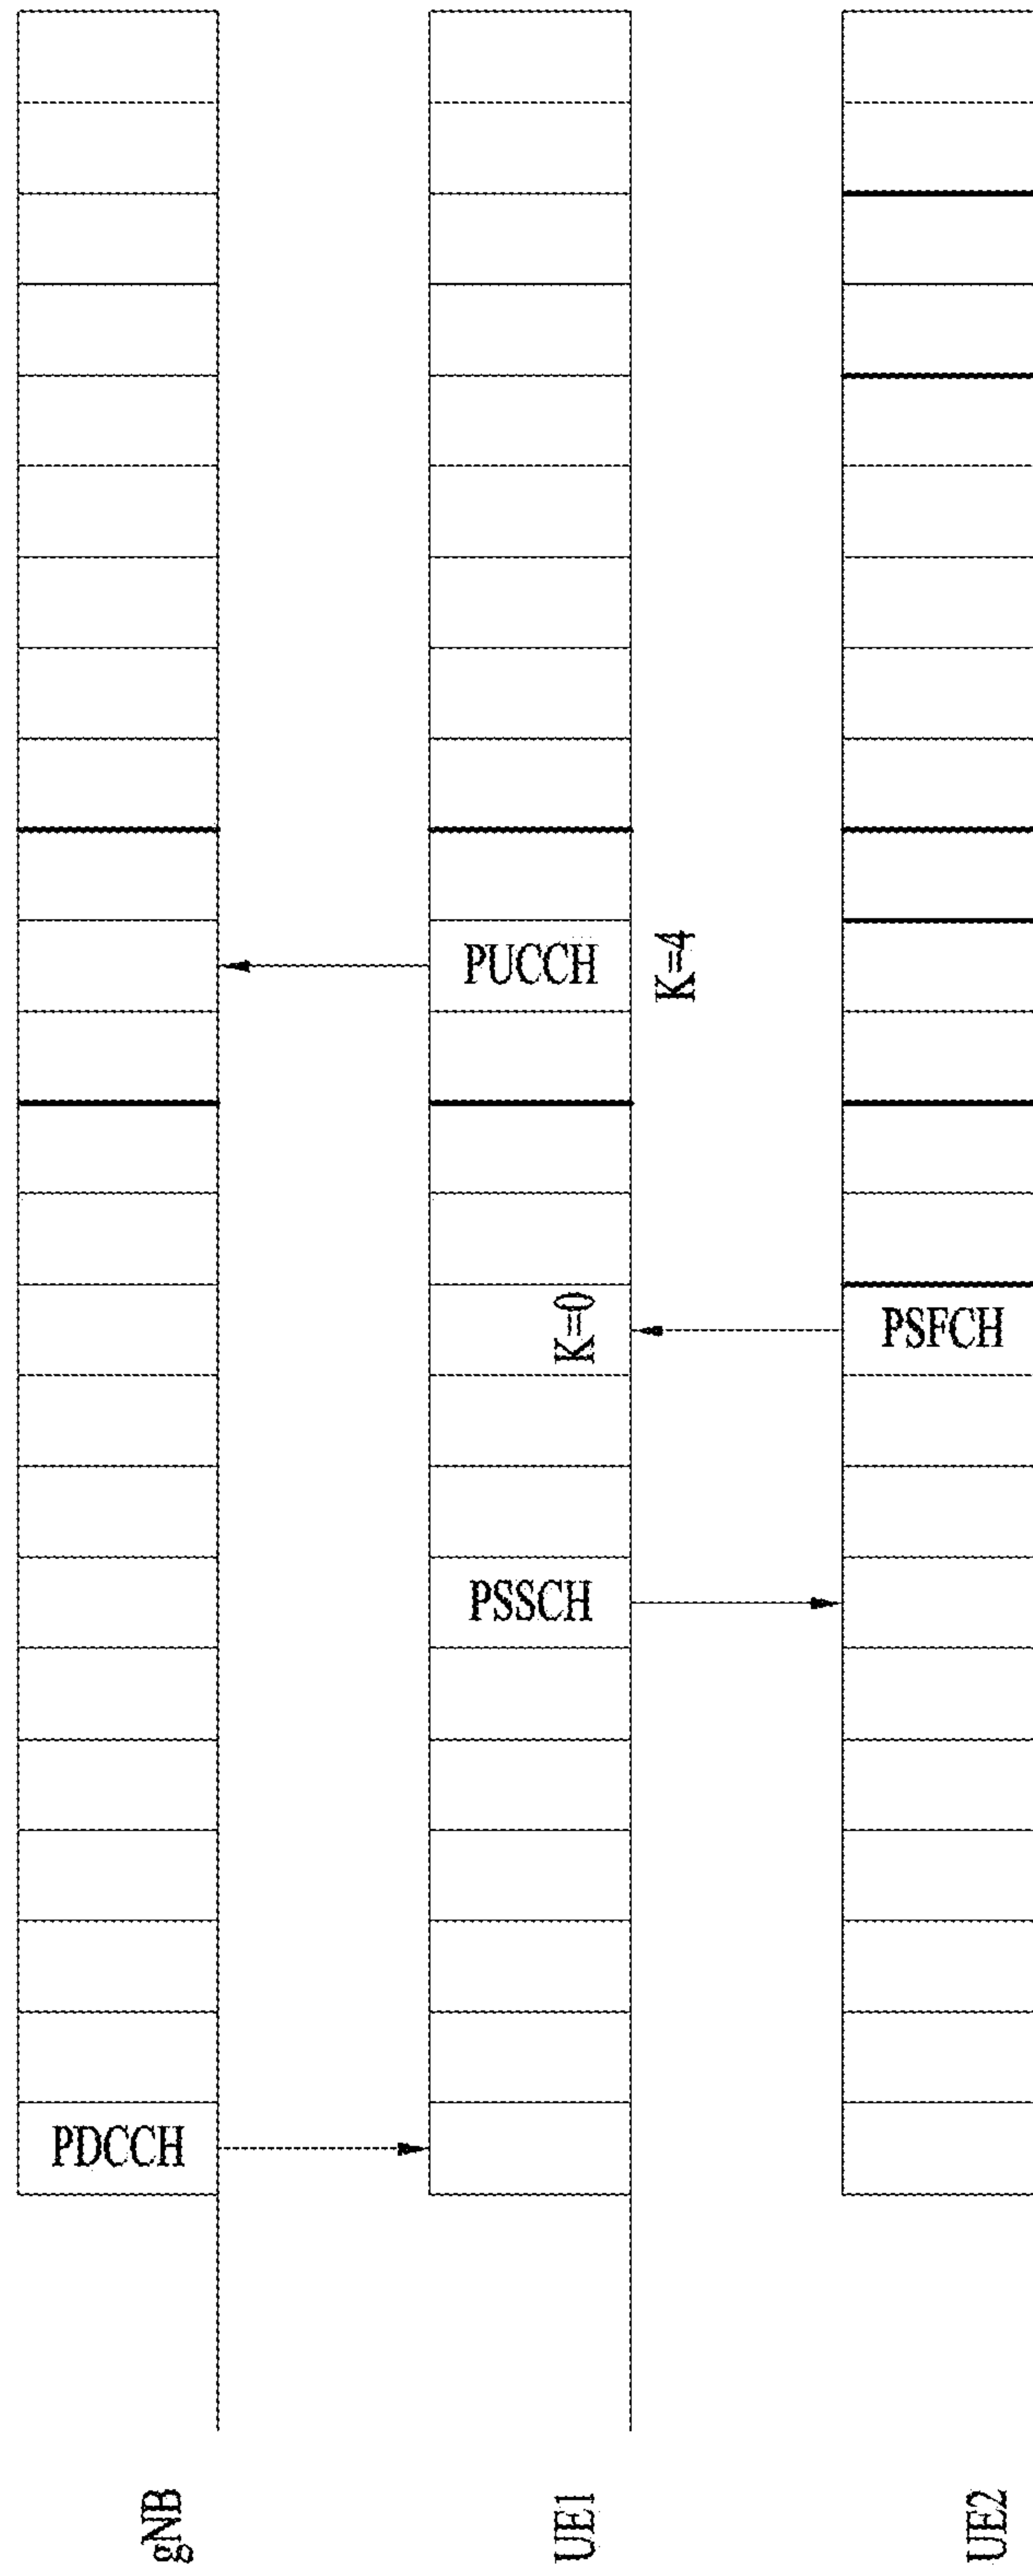 PUCCH
K=4
K=0
PSFCH
PSSCH
PDCCH
gNB
UE1
UE2